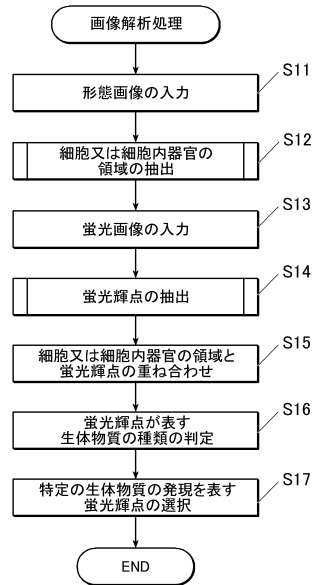 画像解析処理
S11
形態画像の入力
S12
細胞又は細胞内器官の
領域の抽出
S13
蛍光画像の入力
S14
蛍光輝点の抽出
S15
細胞又は細胞内器官の領域と
蛍光輝点の重ね合わせ
S16
蛍光輝点が表す
生体物質の種類の判定
S17
特定の生体物質の発現を表す
蛍光輝点の選択
END